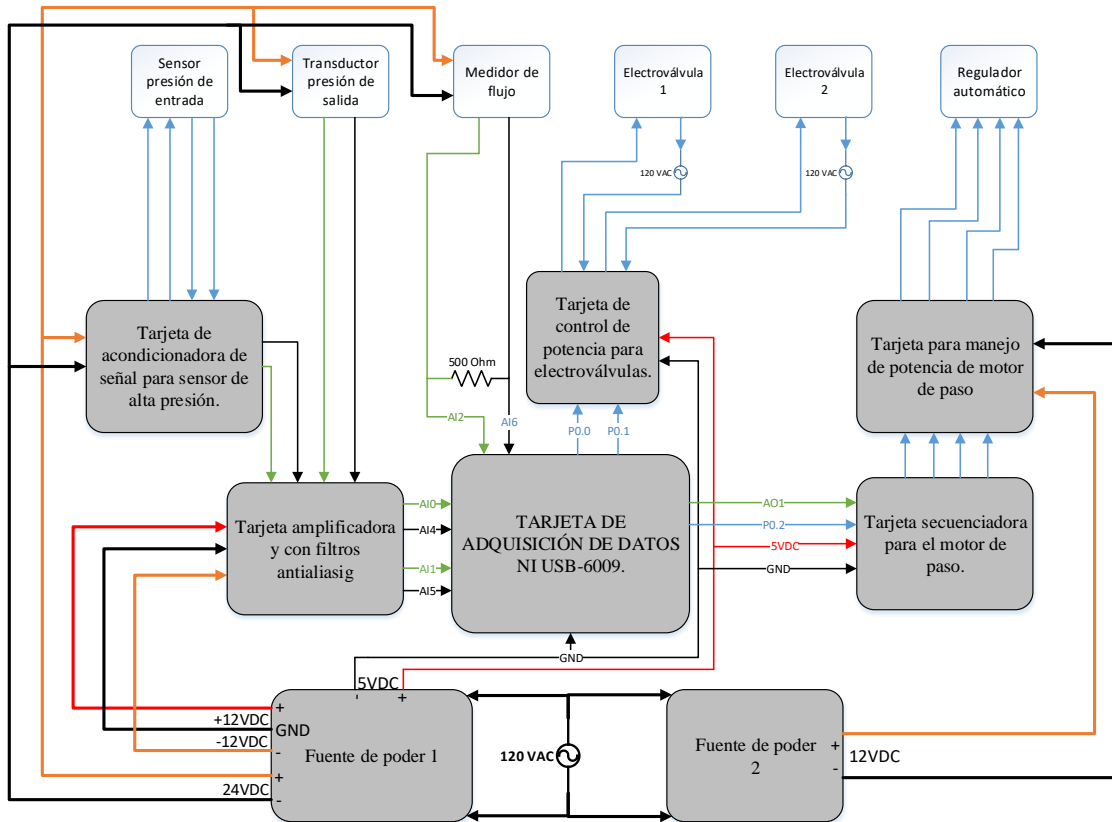 Sensor
presión de
entrada
Transductor
presión de
salida
Medidor de
flujo
Electroválvula
1
Electroválvula
2
Regulador
automático
120 VAC
120 VAC
Tarjeta de
acondicionadora de
señal para sensor de
alta presión.
500 Ohm
Tarjeta de
control de
potencia para
electroválvulas.
Tarjeta para manejo
de potencia de motor
de paso
AI2
AI6
P0.0
P0.1
Tarjeta amplificadora
y con filtros
antialiasig
AI0
AI4
AI1
AI5
TARJETA DE
ADQUISICIÓN DE DATOS
NI USB-6009.
AO1
P0.2
5VDC
GND
Tarjeta secuenciadora
para el motor de
paso.
GND
5VDC
- +
+
+12VDC
GND
-12VDC
-
+
24VDC
-
Fuente de poder 1
120 VAC
Fuente de poder
2
+
12VDC
-